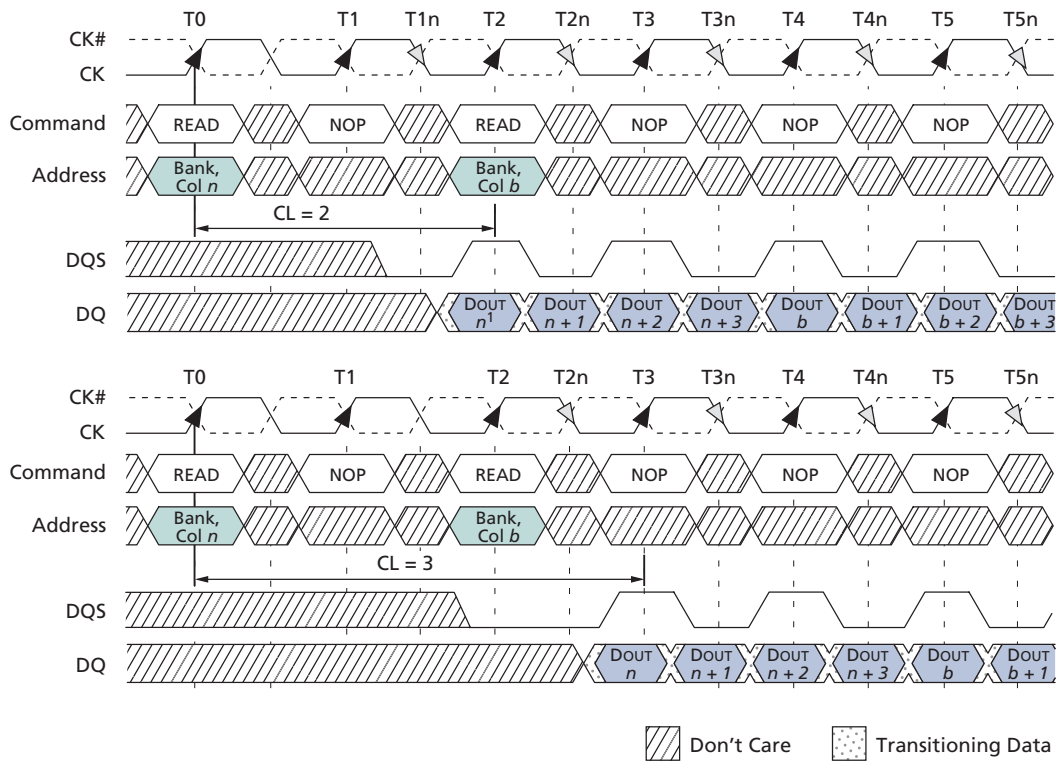 T0 T1 T1n T2 T2n T3 T3n T4 T4n T5 T5n
CK#
CK
Command READ NOP READ NOP NOP NOP
Address Bank, Col n Bank, Col b
CL = 2
DQS
DQ DOUT n1 DOUT n + 1 DOUT n + 2 DOUT n + 3 DOUT b DOUT b + 1 DOUT b + 2 DOUT b + 3
T0 T1 T2 T2n T3 T3n T4 T4n T5 T5n
CK#
CK
Command READ NOP READ NOP NOP NOP
Address Bank, Col n Bank, Col b
CL = 3
DQS
DQ DOUT n DOUT n + 1 DOUT n + 2 DOUT n + 3 DOUT b DOUT b + 1
Don't Care Transitioning Data